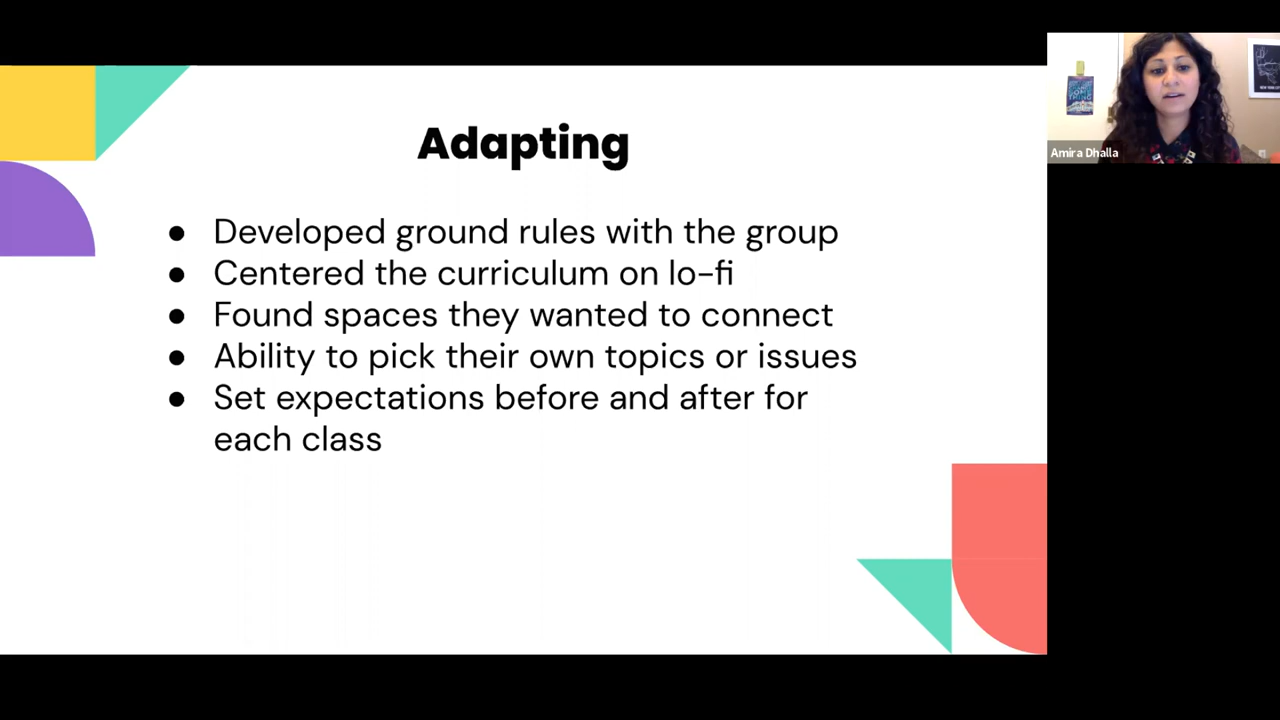 Adapting
● Developed ground rules with the group
● Centered the curriculum on lo-fi
● Found spaces they wanted to connect
● Ability to pick their own topics or issues
● Set expectations before and after for
each class
Amira Dhalla